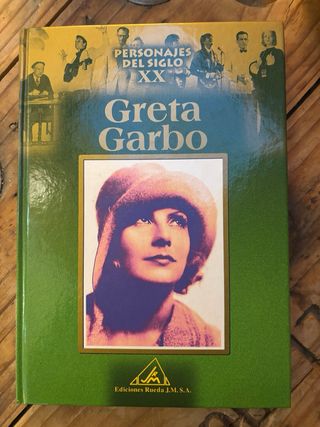 PERSONAJES
DEL SIGLO
XX
Greta
Garbo
Ediciones Rueda J.M. S.A.